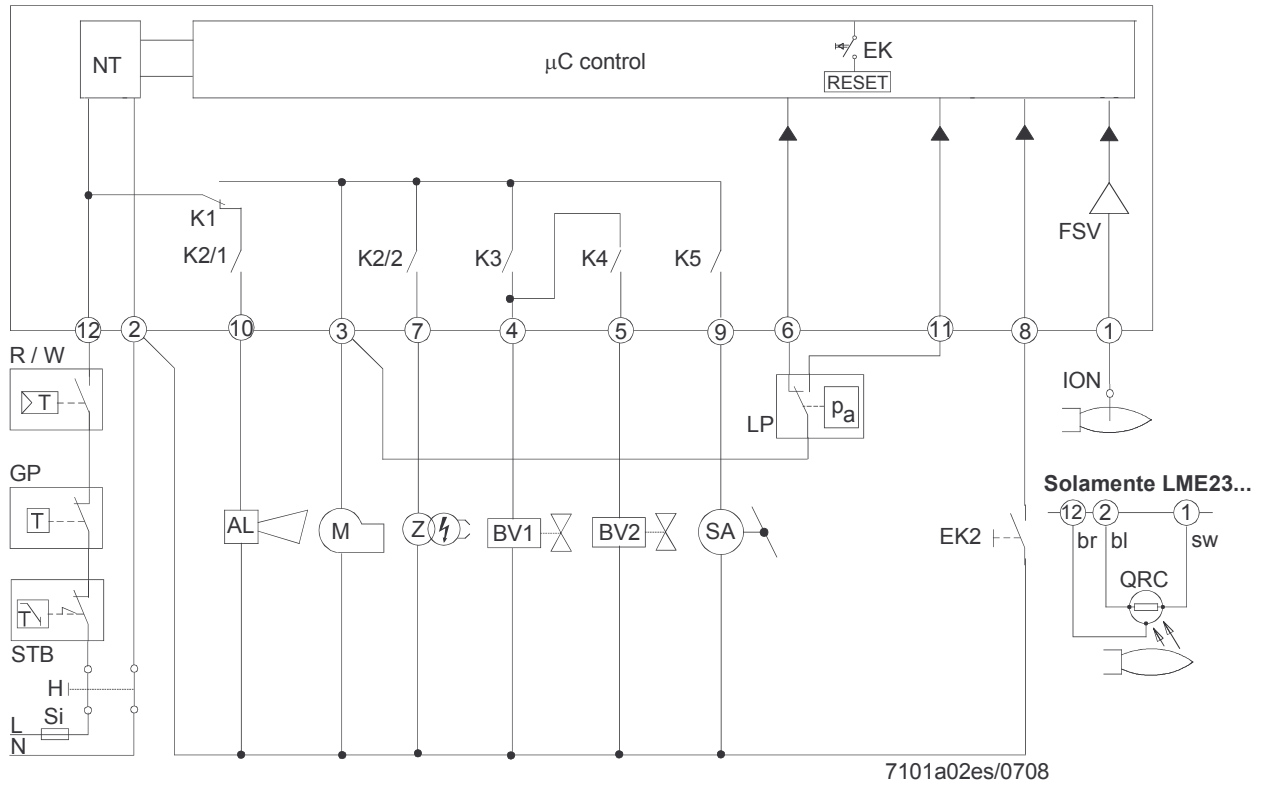 NT
μC control
EK
RESET
K1
K2/1
K2/2
K3
K4
K5
FSV
12
2
10
3
7
4
5
9
6
11
8
1
R / W
T
GP
T
STB
T
H
Si
L
N
AL
M
Z
BV1
BV2
SA
LP
pa
EK2
ION
Solamente LME23...
12
2
1
br
bl
sw
QRC
7101a02es/0708